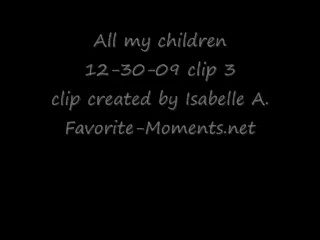 All my children
12-30-09 clip 3
clip created by Isabelle A.
Favorite-Moments.net